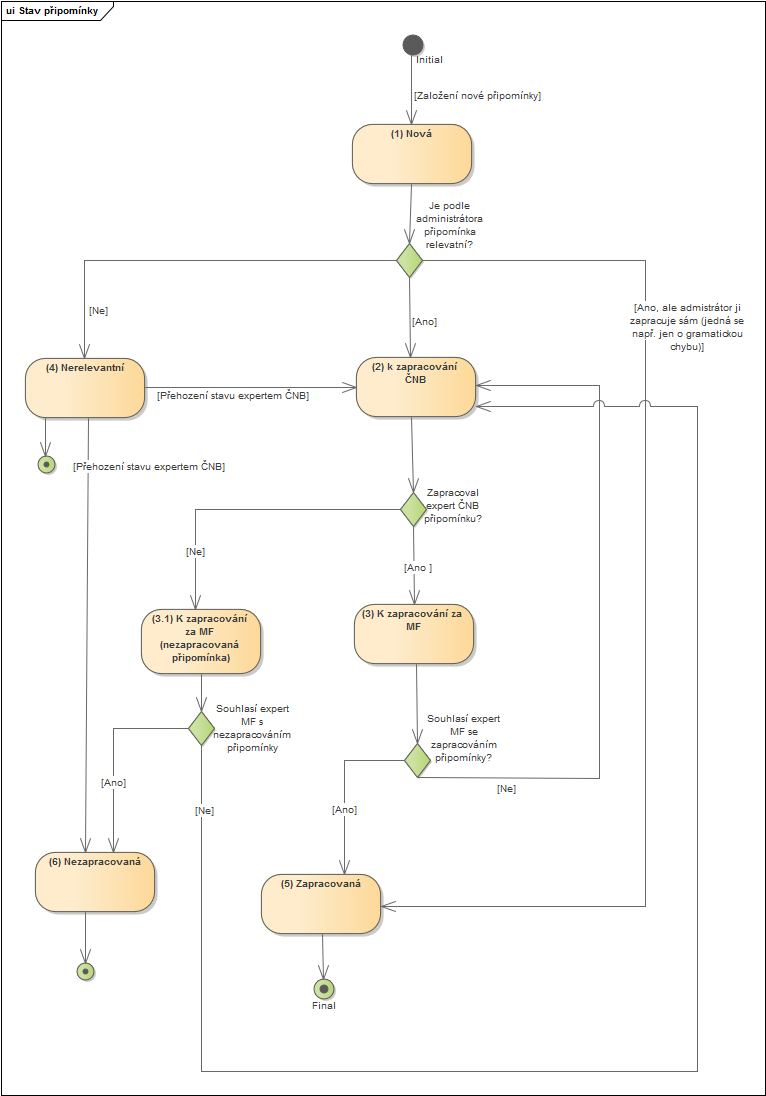 ui Stav připomínky
Initial
[Založení nové připomínky]
(1) Nová
Je podle
administrátora
připomínka
relevatní?
[Ne]
[Ano]
[Ano, ale admistrátor ji
zapracuje sám (jedná se
např. jen o gramatickou
chybu)]
(4) Nerelevantní
(2) k zapracování
ČNB
[Přehození stavu expertem ČNB]
[Přehození stavu expertem ČNB]
Zapracoval
expert ČNB
připomínku?
[Ne]
[Ano ]
(3.1) K zapracování
za MF
(nezapracovaná
připomínka)
(3) K zapracování za
MF
Souhlasí expert
MF s
nezapracováním
připomínky
Souhlasí expert
MF se
zapracováním
připomínky?
[Ano]
[Ne]
[Ne]
[Ano]
(6) Nezapracovaná
(5) Zapracovaná
Final